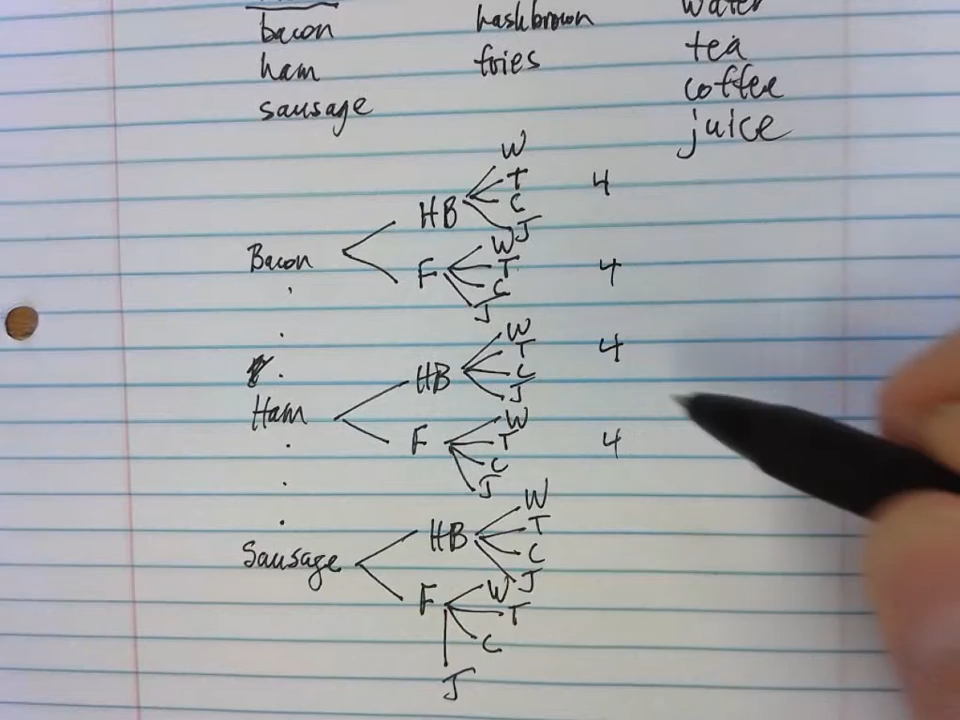 bacon hashbrown water
ham fries tea
sausage coffee
juice
W
T 4
HB C
J
Bacon W
F T 4
C
J
W
T 4
HB C
J
Ham W
F T 4
C
J
W
HB T
C
Sausage J
F W
T
C
J